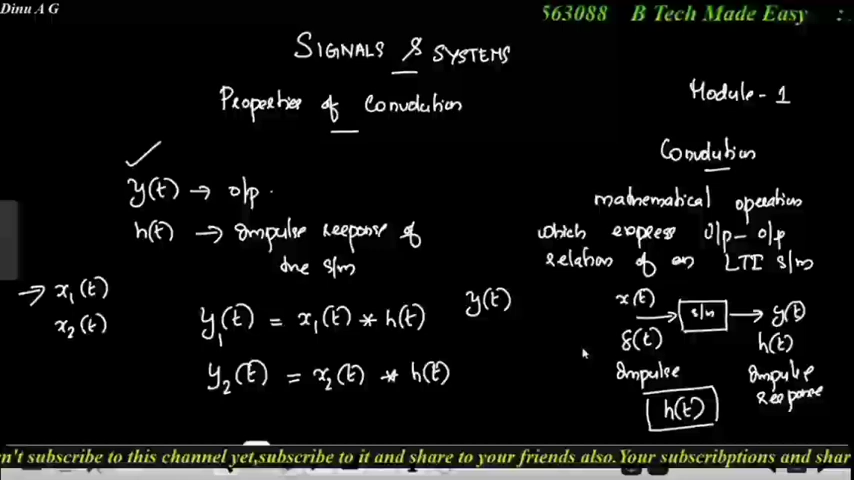 Dinu A G
563088 B Tech Made Easy :
SIGNALS & SYSTEMS
Properties of Convolution
y(t) → o/p
h(t) → Impulse Response of
the s/m
→ x₁(t)
x₂(t)
y₁(t) = x₁(t) * h(t)
y(t)
y₂(t) = x₂(t) * h(t)
Module - 1
Convolution
mathematical operation
which express i/p - o/p
relation of an LTI s/m
x(t) → s/m → y(t)
δ(t) h(t)
Impulse Impulse
response
h(t)
n't subscribe to this channel yet,subscribe to it and share to your friends also.Your subscribptions and shar